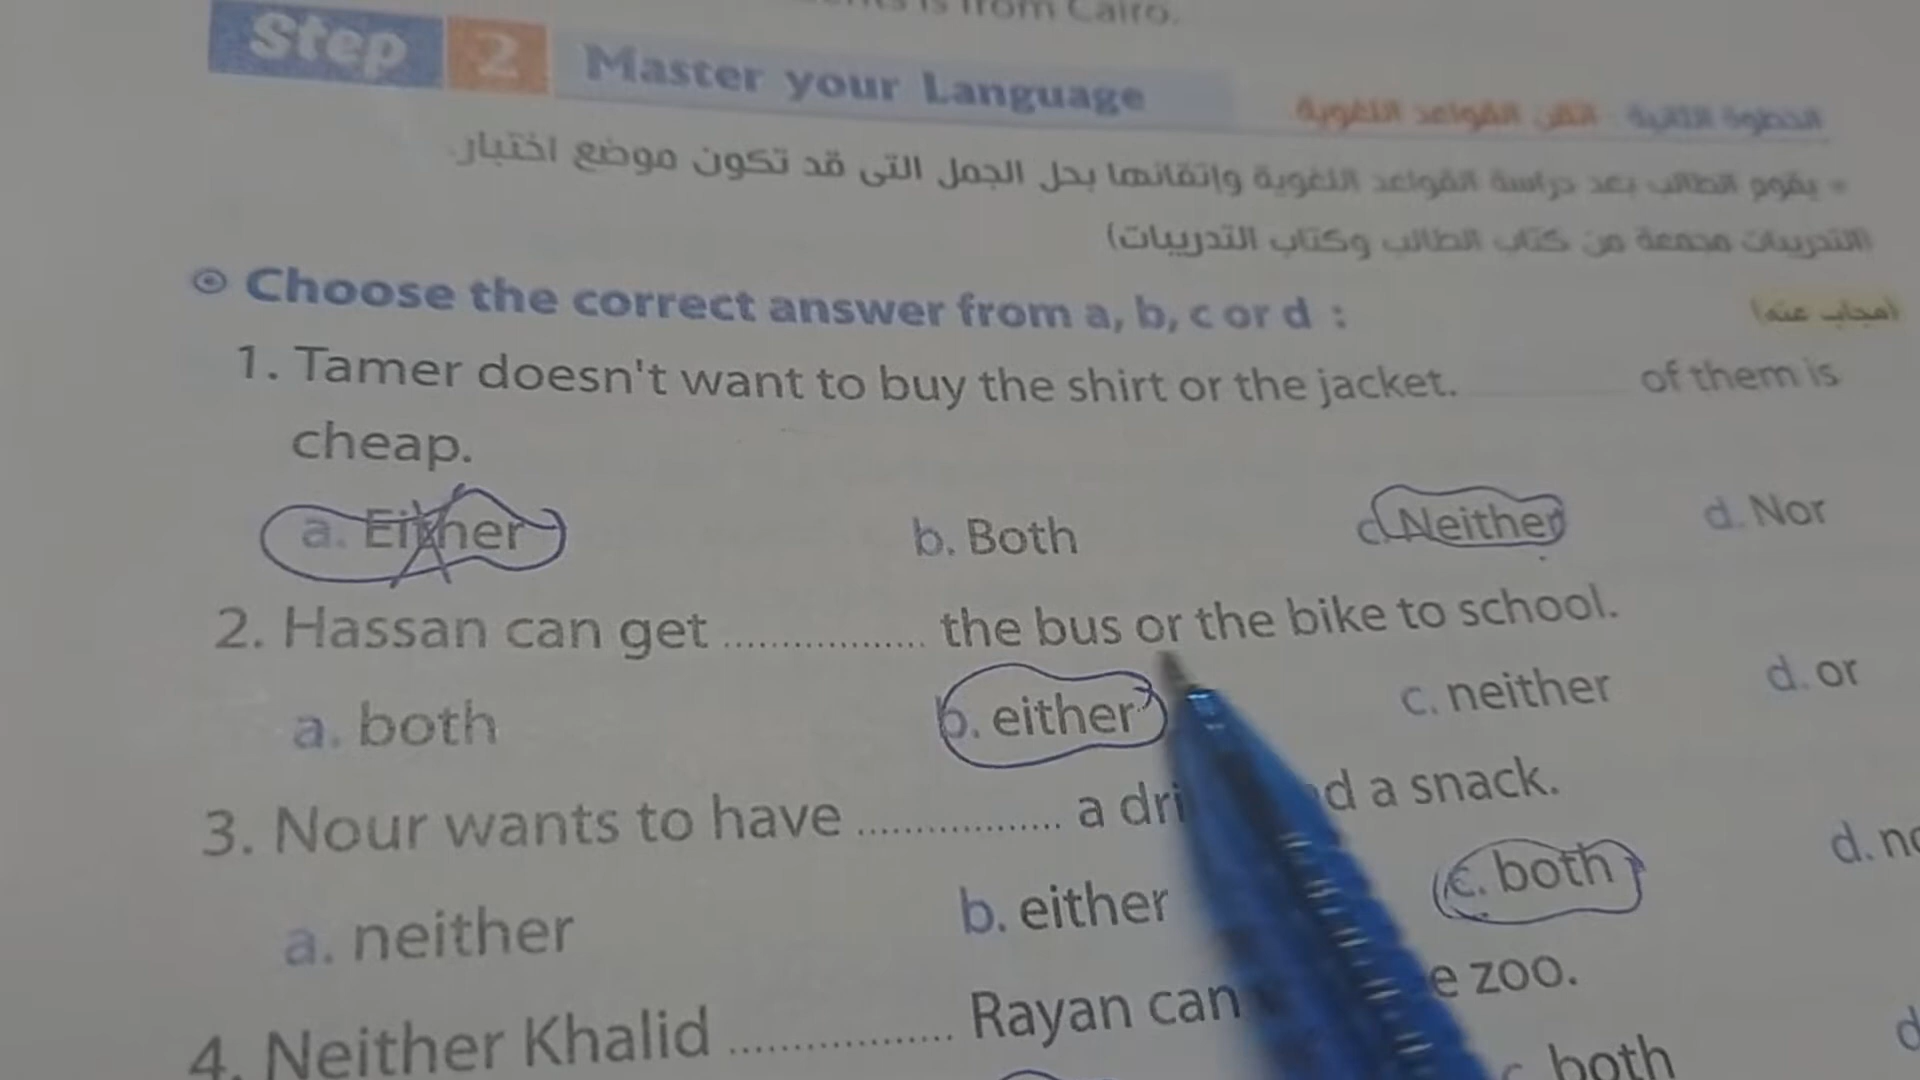 is from Cairo.
Step 2 Master your Language الخطوة الثانية اتقن القواعد اللغوية
= يقوم الطالب بعد دراسة القواعد اللغوية وإتقانها بحل الجمل التى قد تكون موضع اختبار
(التدريبات مجمعة من كتاب الطالب وكتاب التدريبات)
Choose the correct answer from a, b, c or d : (مجاب عنه)
1. Tamer doesn't want to buy the shirt or the jacket. of them is
cheap.
a. Either b. Both c. Neither d. Nor
2. Hassan can get ................. the bus or the bike to school.
a. both b. either c. neither d. or
3. Nour wants to have ................. a dri d a snack.
a. neither b. either c. both d.
4. Neither Khalid ................. Rayan can e zoo.
c. both d